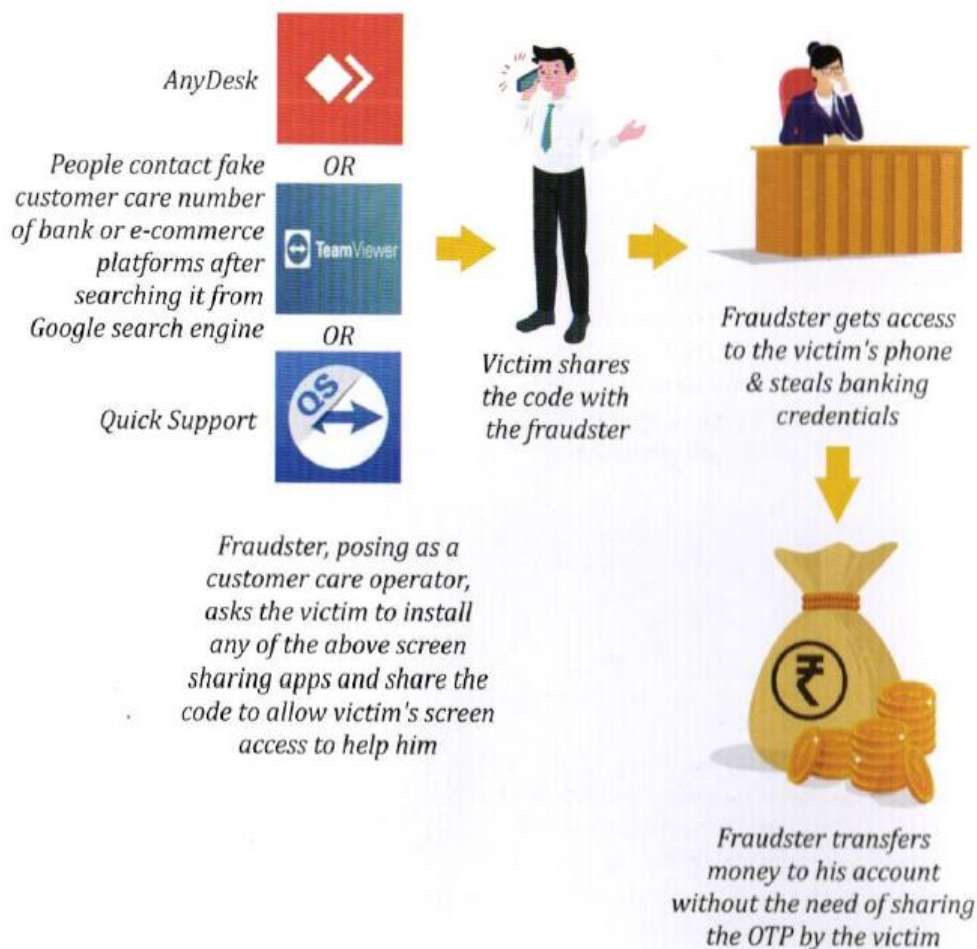 AnyDesk
OR
People contact fake
customer care number
of bank or e-commerce
platforms after
searching it from
Google search engine
TeamViewer
OR
Quick Support
QS
Fraudster, posing as a
customer care operator,
asks the victim to install
any of the above screen
sharing apps and share the
code to allow victim's screen
access to help him
Victim shares
the code with
the fraudster
Fraudster gets access
to the victim's phone
& steals banking
credentials
₹
Fraudster transfers
money to his account
without the need of sharing
the OTP by the victim